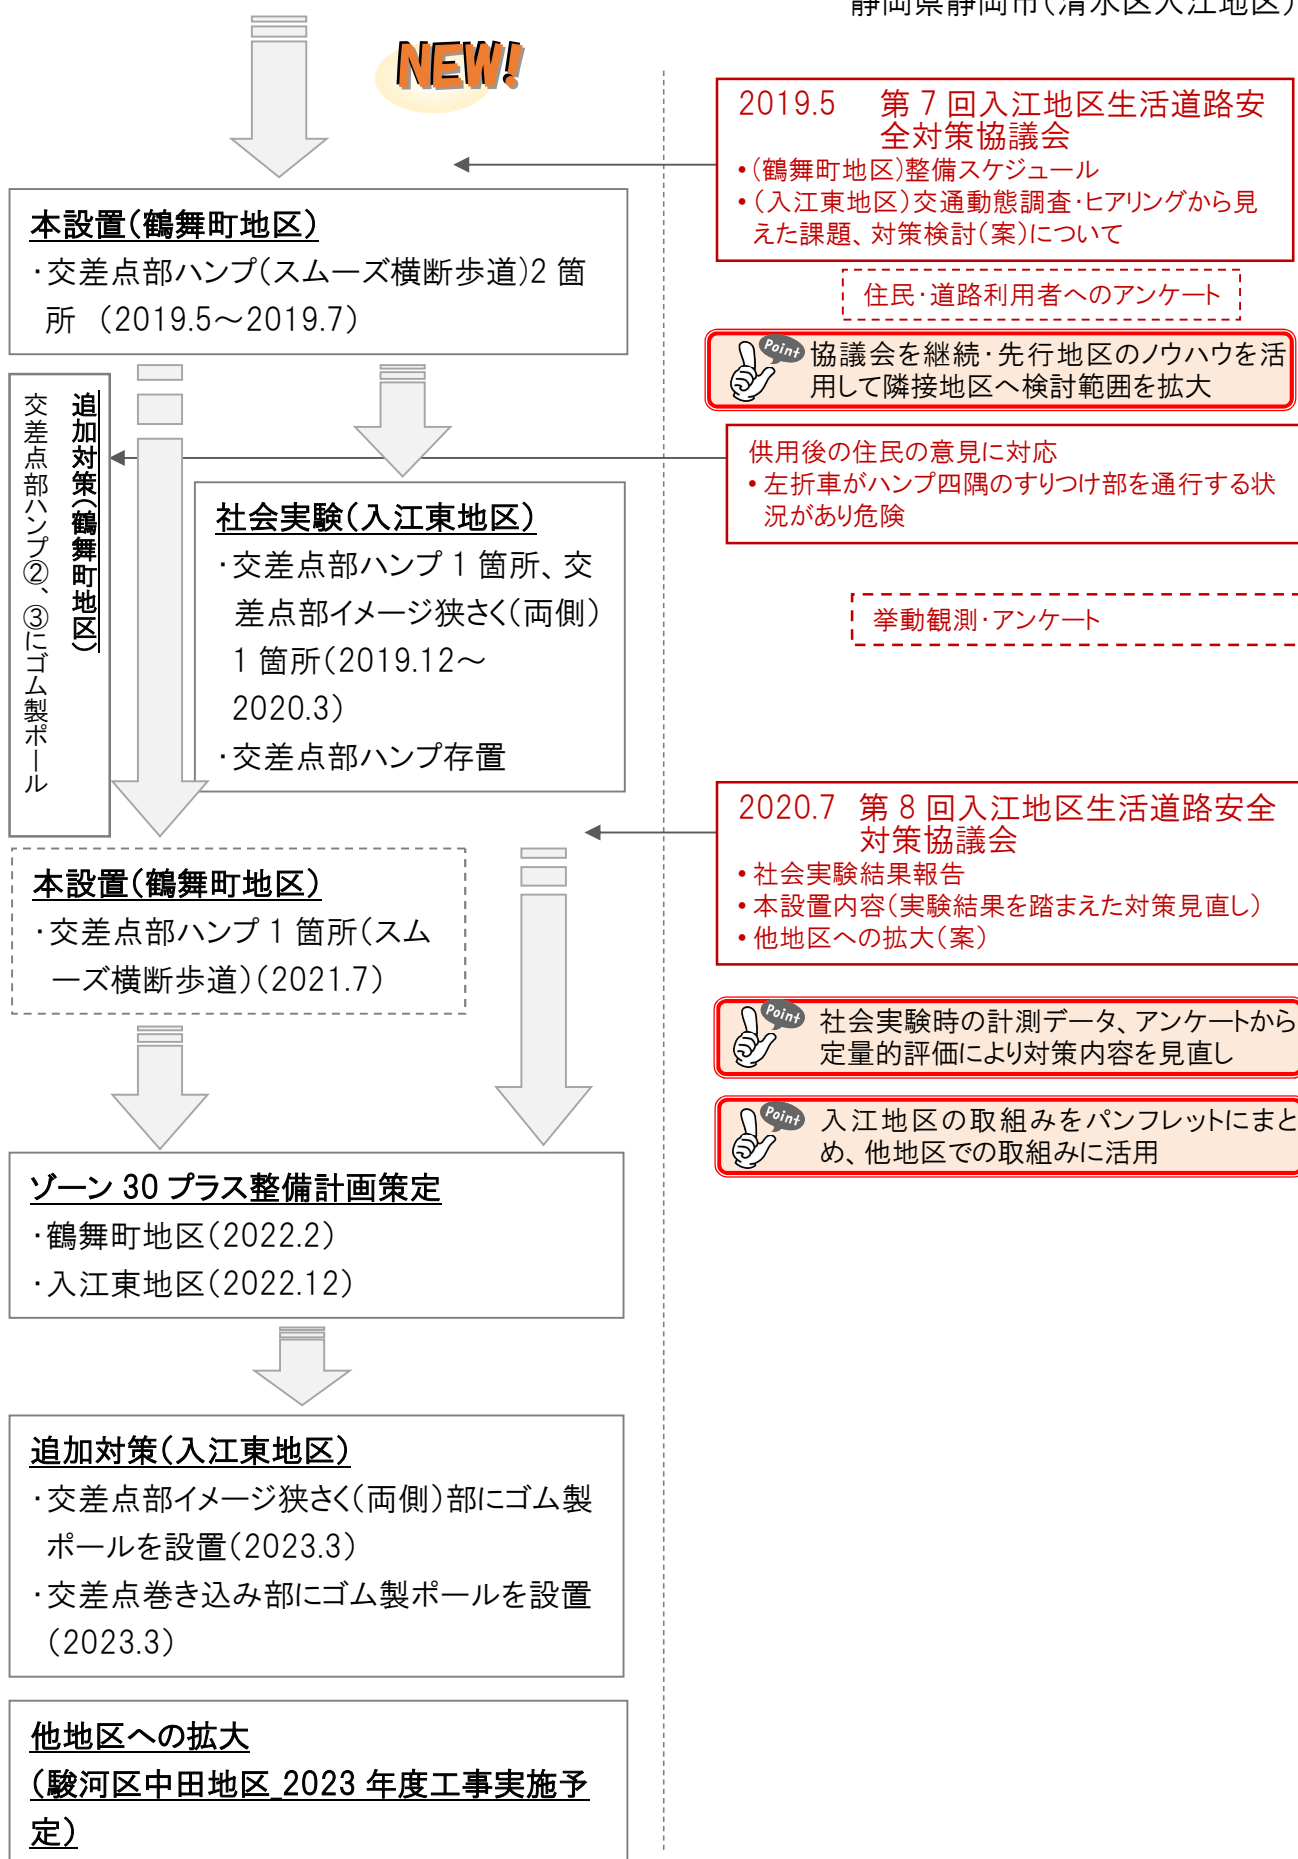 静岡県静岡市（清水区入江地区）
NEW!
本設置（鶴舞町地区）
・交差点部ハンプ（スムーズ横断歩道）2 箇
所 （2019.5～2019.7）
追加対策（鶴舞町地区）
交差点部ハンプ②、③にゴム製ポール
社会実験（入江東地区）
・交差点部ハンプ 1 箇所、交
差点部イメージ狭さく（両側）
1 箇所（2019.12～
2020.3）
・交差点部ハンプ存置
本設置（鶴舞町地区）
・交差点部ハンプ 1 箇所（スム
ーズ横断歩道）（2021.7）
ゾーン 30 プラス整備計画策定
・鶴舞町地区（2022.2）
・入江東地区（2022.12）
追加対策（入江東地区）
・交差点部イメージ狭さく（両側）部にゴム製
ポールを設置（2023.3）
・交差点巻き込み部にゴム製ポールを設置
（2023.3）
他地区への拡大
（駿河区中田地区_2023 年度工事実施予
定）
2019.5 第 7 回入江地区生活道路安
全対策協議会
•（鶴舞町地区）整備スケジュール
•（入江東地区）交通動態調査・ヒアリングから見
えた課題、対策検討（案）について
住民・道路利用者へのアンケート
Point 協議会を継続・先行地区のノウハウを活
用して隣接地区へ検討範囲を拡大
供用後の住民の意見に対応
• 左折車がハンプ四隅のすりつけ部を通行する状
況があり危険
挙動観測・アンケート
2020.7 第 8 回入江地区生活道路安全
対策協議会
• 社会実験結果報告
• 本設置内容（実験結果を踏まえた対策見直し）
• 他地区への拡大（案）
Point 社会実験時の計測データ、アンケートから
定量的評価により対策内容を見直し
Point 入江地区の取組みをパンフレットにまと
め、他地区での取組みに活用